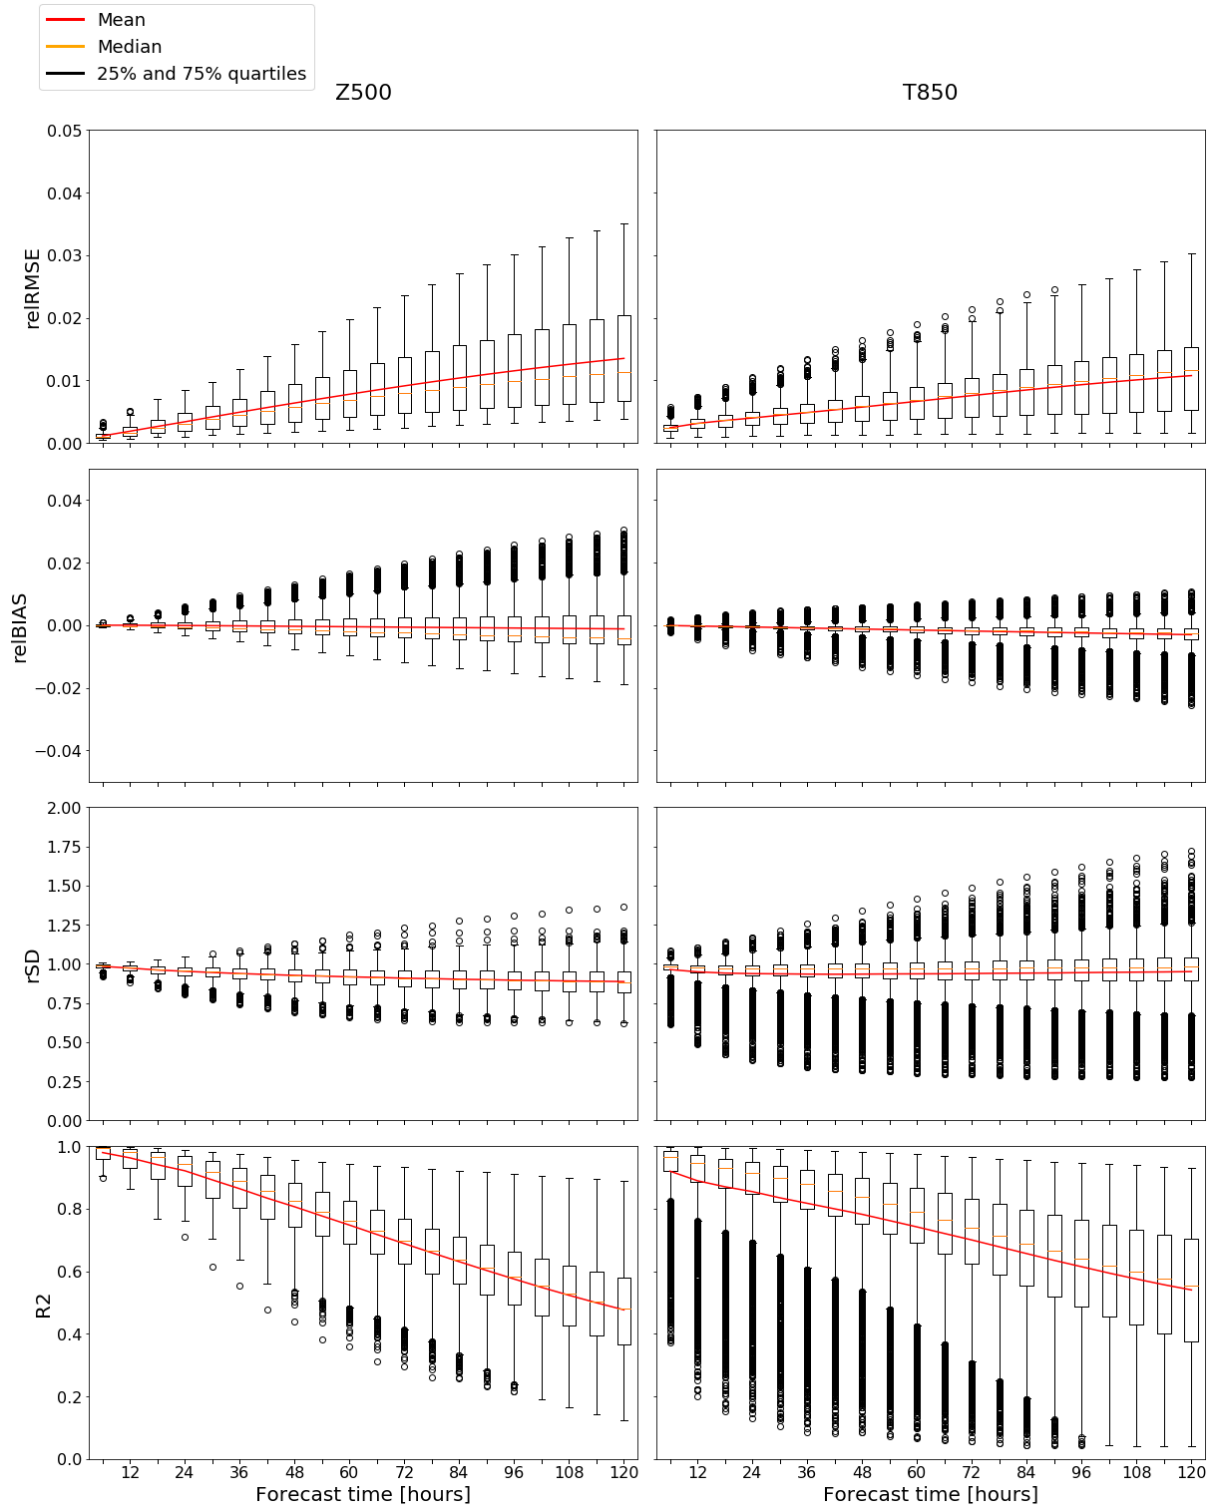 Mean
Median
25% and 75% quartiles
Z500 T850
0.05
0.04
0.03
0.02
0.01
0.00
relRMSE
0.04
0.02
0.00
−0.02
−0.04
relBIAS
2.00
1.75
1.50
1.25
1.00
0.75
0.50
0.25
0.00
rSD
1.0
0.8
0.6
0.4
0.2
0.0
R2
12 24 36 48 60 72 84 96 108 120 12 24 36 48 60 72 84 96 108 120
Forecast time [hours] Forecast time [hours]